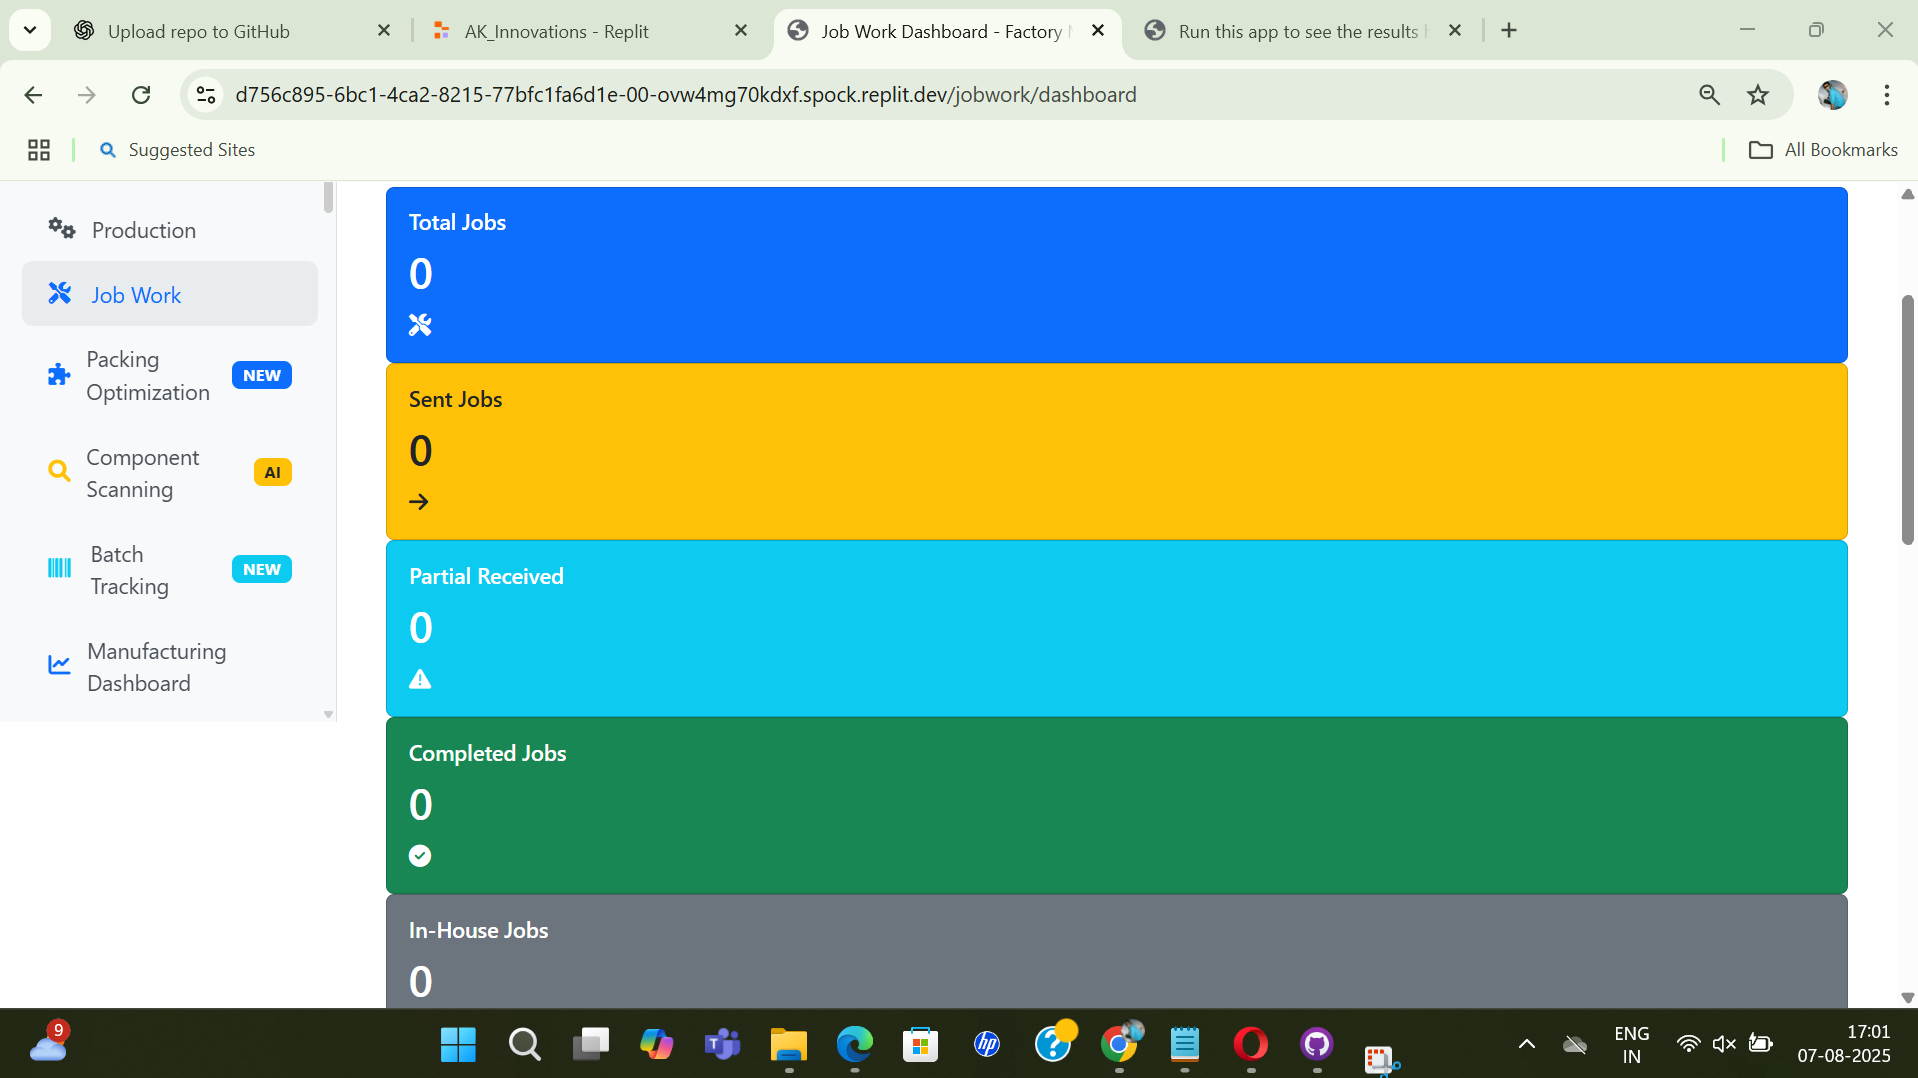 Upload repo to GitHub
AK_Innovations - Replit
Job Work Dashboard - Factory
Run this app to see the results
d756c895-6bc1-4ca2-8215-77bfc1fa6d1e-00-ovw4mg70kdxf.spock.replit.dev/jobwork/dashboard
Suggested Sites
All Bookmarks
Production
Job Work
Packing
Optimization
NEW
Component
Scanning
AI
Batch
Tracking
NEW
Manufacturing
Dashboard
Total Jobs
0
Sent Jobs
0
Partial Received
0
Completed Jobs
0
In-House Jobs
0
9
hp
ENG
IN
17:01
07-08-2025